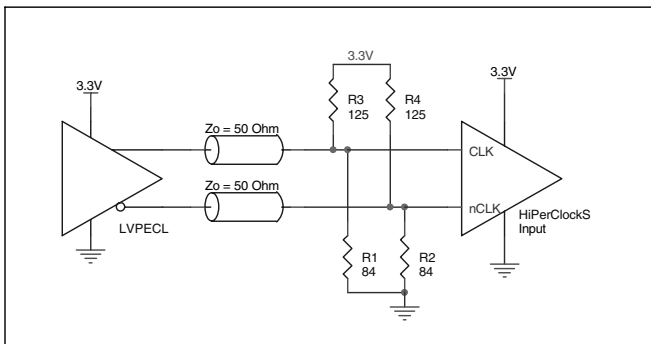 3.3V
3.3V
3.3V
R3
125
R4
125
Zo = 50 Ohm
CLK
Zo = 50 Ohm
nCLK
LVPECL
HiPerClockS
Input
R1
84
R2
84